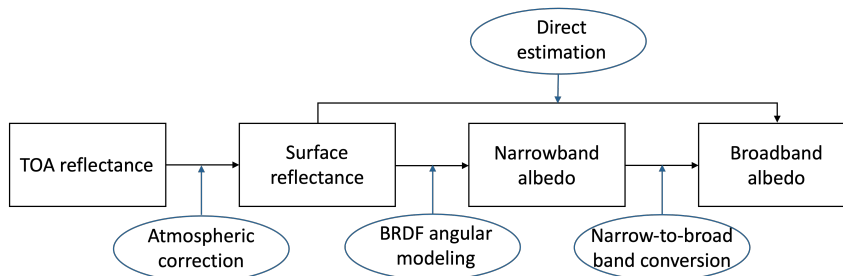 Direct
estimation
TOA reflectance
Surface
reflectance
Narrowband
albedo
Broadband
albedo
Atmospheric
correction
BRDF angular
modeling
Narrow-to-broad
band conversion